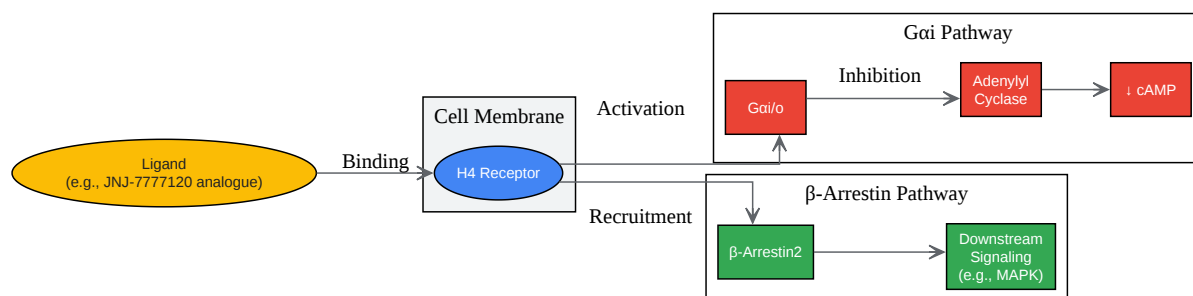 Gαi Pathway
Inhibition
Adenylyl
Cyclase
↓ cAMP
Gαi/o
Activation
Cell Membrane
Ligand
(e.g., JNJ-7777120 analogue)
Binding
H4 Receptor
Recruitment
β-Arrestin Pathway
β-Arrestin2
Downstream
Signaling
(e.g., MAPK)